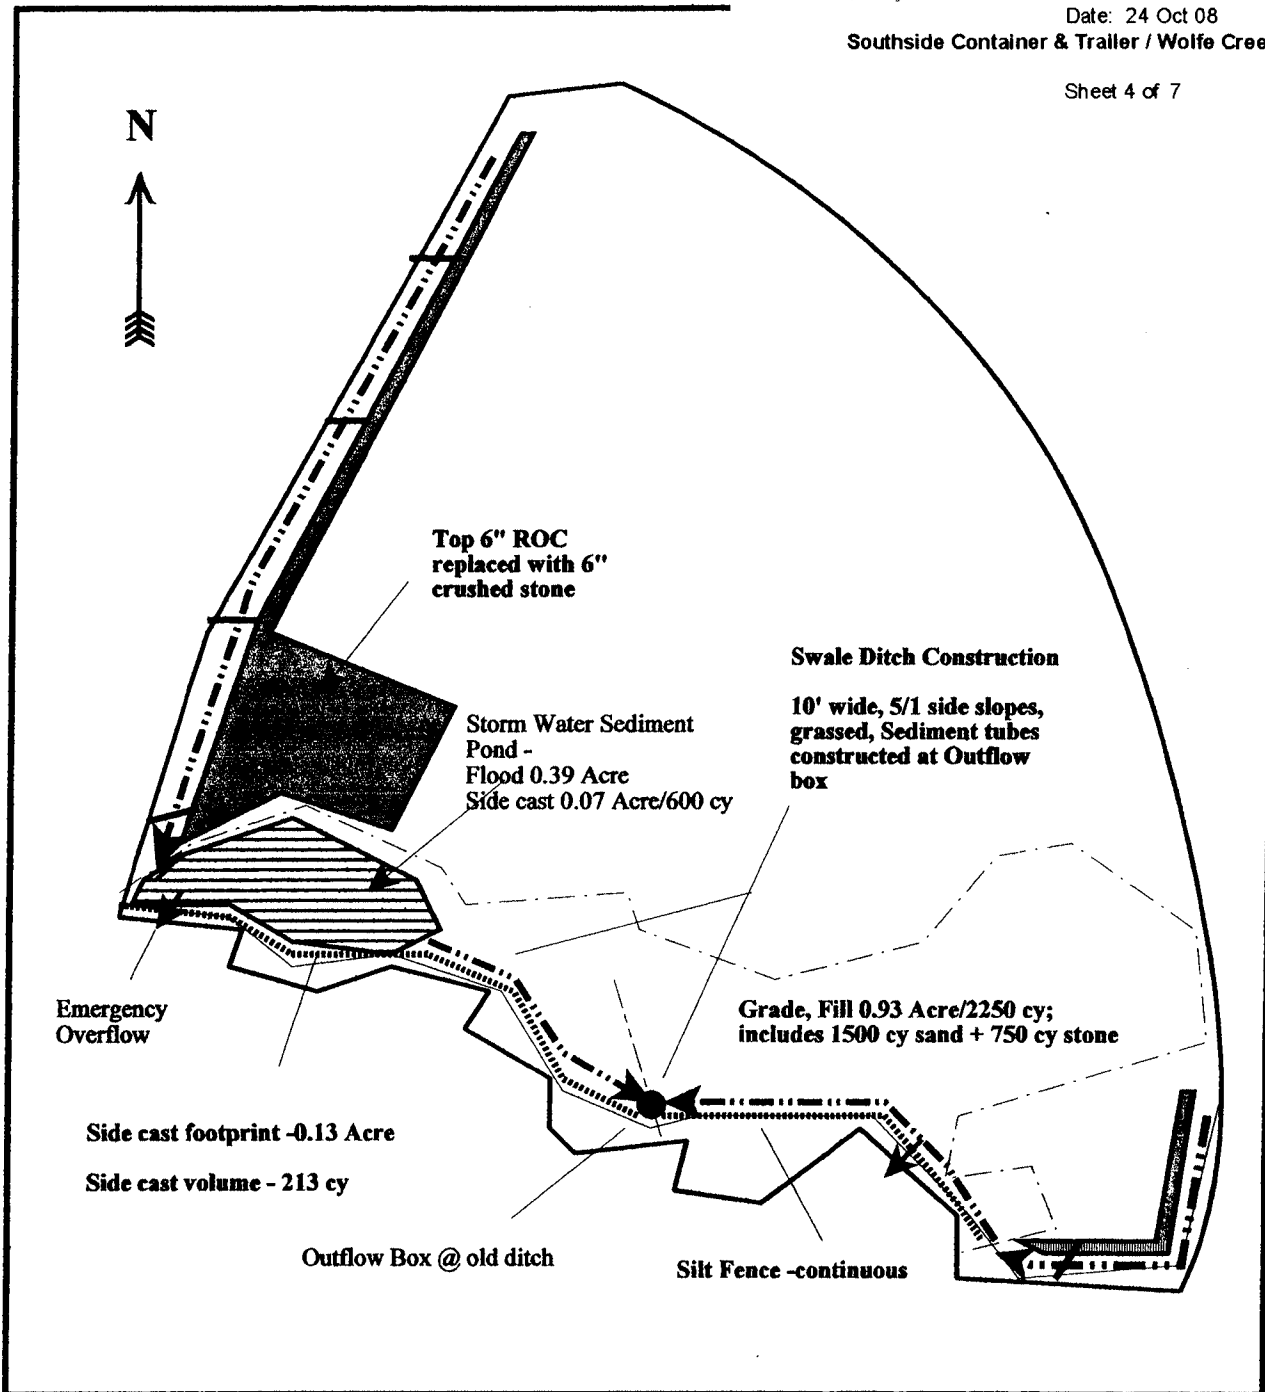 Date: 24 Oct 08
Southside Container & Trailer / Wolfe Cree
Sheet 4 of 7
N
Top 6" ROC
replaced with 6"
crushed stone
Swale Ditch Construction
10' wide, 5/1 side slopes,
grassed, Sediment tubes
constructed at Outflow
box
Storm Water Sediment
Pond -
Flood 0.39 Acre
Side cast 0.07 Acre/600 cy
Emergency
Overflow
Grade, Fill 0.93 Acre/2250 cy;
includes 1500 cy sand + 750 cy stone
Side cast footprint -0.13 Acre
Side cast volume - 213 cy
Outflow Box @ old ditch
Silt Fence -continuous